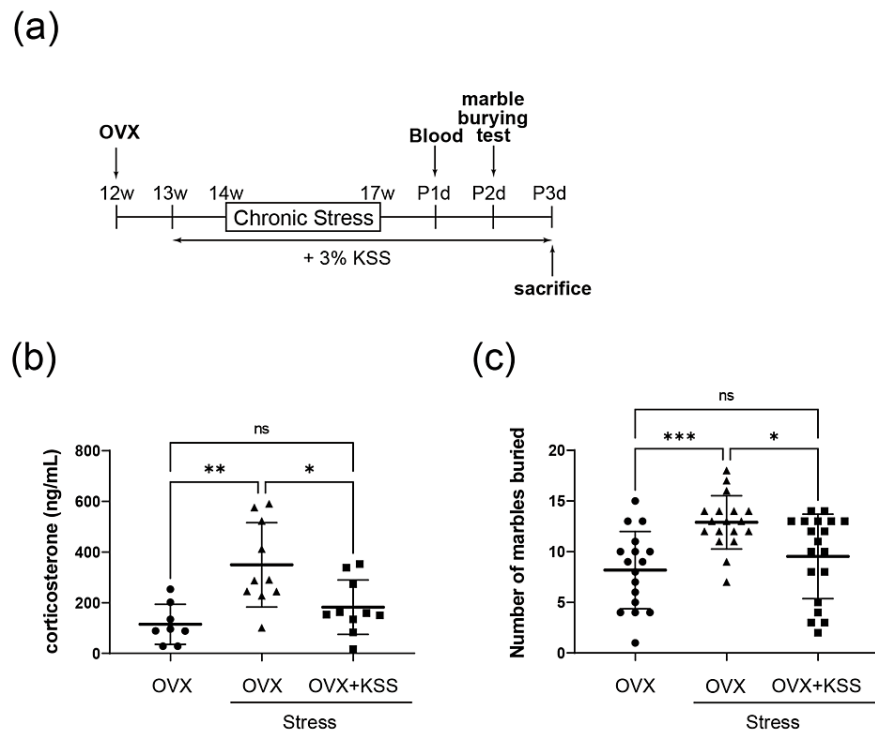 (a)
OVX
Blood
marble
burying
test
12w 13w 14w 17w P1d P2d P3d
Chronic Stress
+ 3% KSS
sacrifice
(b)
corticosterone (ng/mL)
800
600
400
200
0
ns
** *
OVX OVX OVX+KSS
Stress
(c)
Number of marbles buried
20
15
10
5
0
ns
*** *
OVX OVX OVX+KSS
Stress